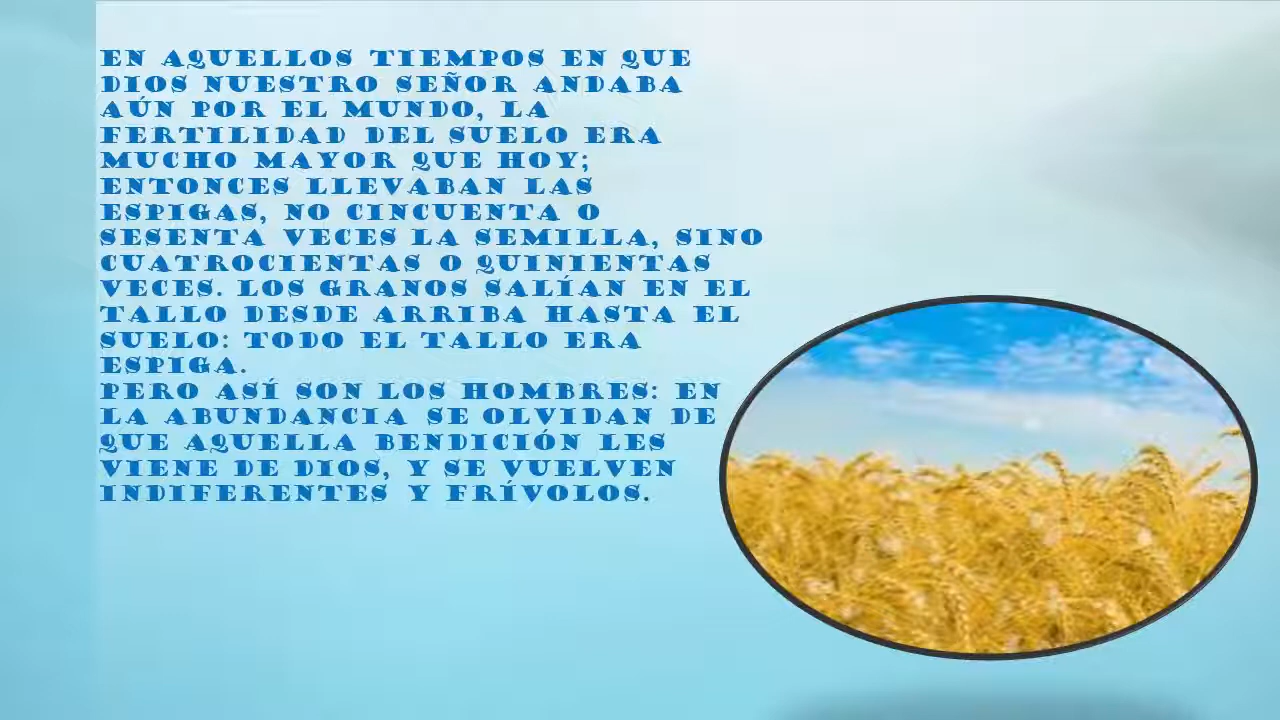 EN AQUELLOS TIEMPOS EN QUE
DIOS NUESTRO SEÑOR ANDABA
AÚN POR EL MUNDO, LA
FERTILIDAD DEL SUELO ERA
MUCHO MAYOR QUE HOY;
ENTONCES LLEVABAN LAS
ESPIGAS, NO CINCUENTA O
SESENTA VECES LA SEMILLA, SINO
CUATROCIENTAS O QUINIENTAS
VECES. LOS GRANOS SALÍAN EN EL
TALLO DESDE ARRIBA HASTA EL
SUELO: TODO EL TALLO ERA
ESPIGA.
PERO ASÍ SON LOS HOMBRES: EN
LA ABUNDANCIA SE OLVIDAN DE
QUE AQUELLA BENDICIÓN LES
VIENE DE DIOS, Y SE VUELVEN
INDIFERENTES Y FRÍVOLOS.